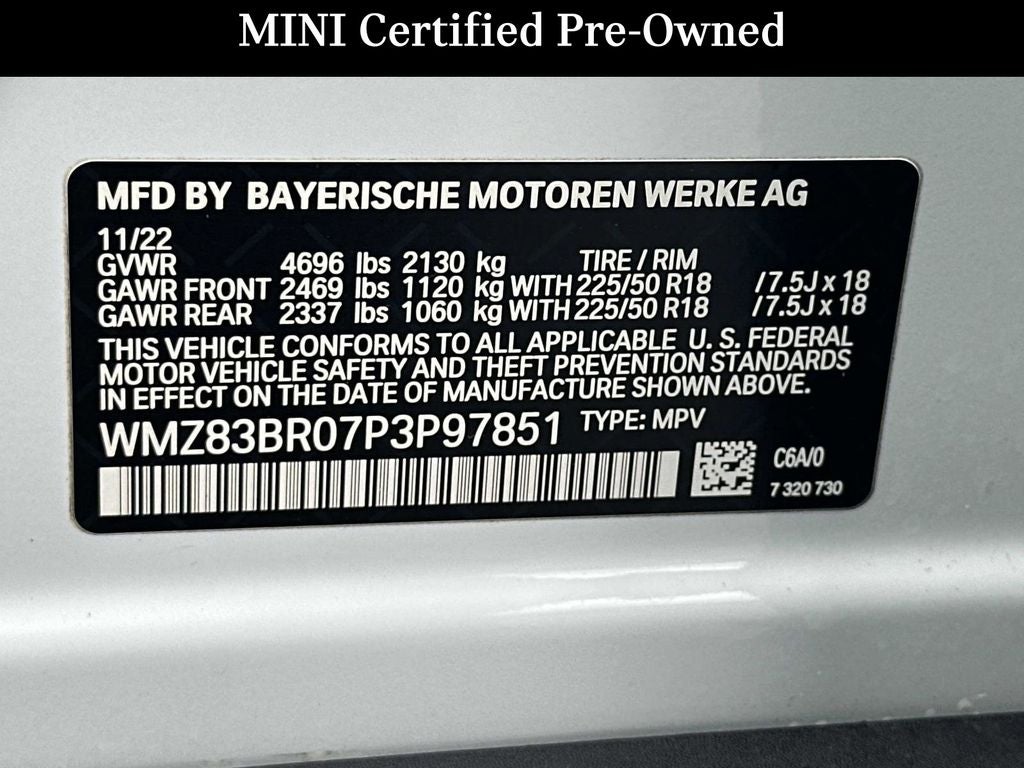 MINI Certified Pre-Owned
MFD BY BAYERISCHE MOTOREN WERKE AG
11/22
GVWR 4696 lbs 2130 kg TIRE / RIM
GAWR FRONT 2469 lbs 1120 kg WITH 225/50 R18 /7.5J x 18
GAWR REAR 2337 lbs 1060 kg WITH 225/50 R18 /7.5J x 18
THIS VEHICLE CONFORMS TO ALL APPLICABLE U. S. FEDERAL
MOTOR VEHICLE SAFETY AND THEFT PREVENTION STANDARDS
IN EFFECT ON THE DATE OF MANUFACTURE SHOWN ABOVE.
WMZ83BR07P3P97851 TYPE: MPV
C6A/0
7 320 730